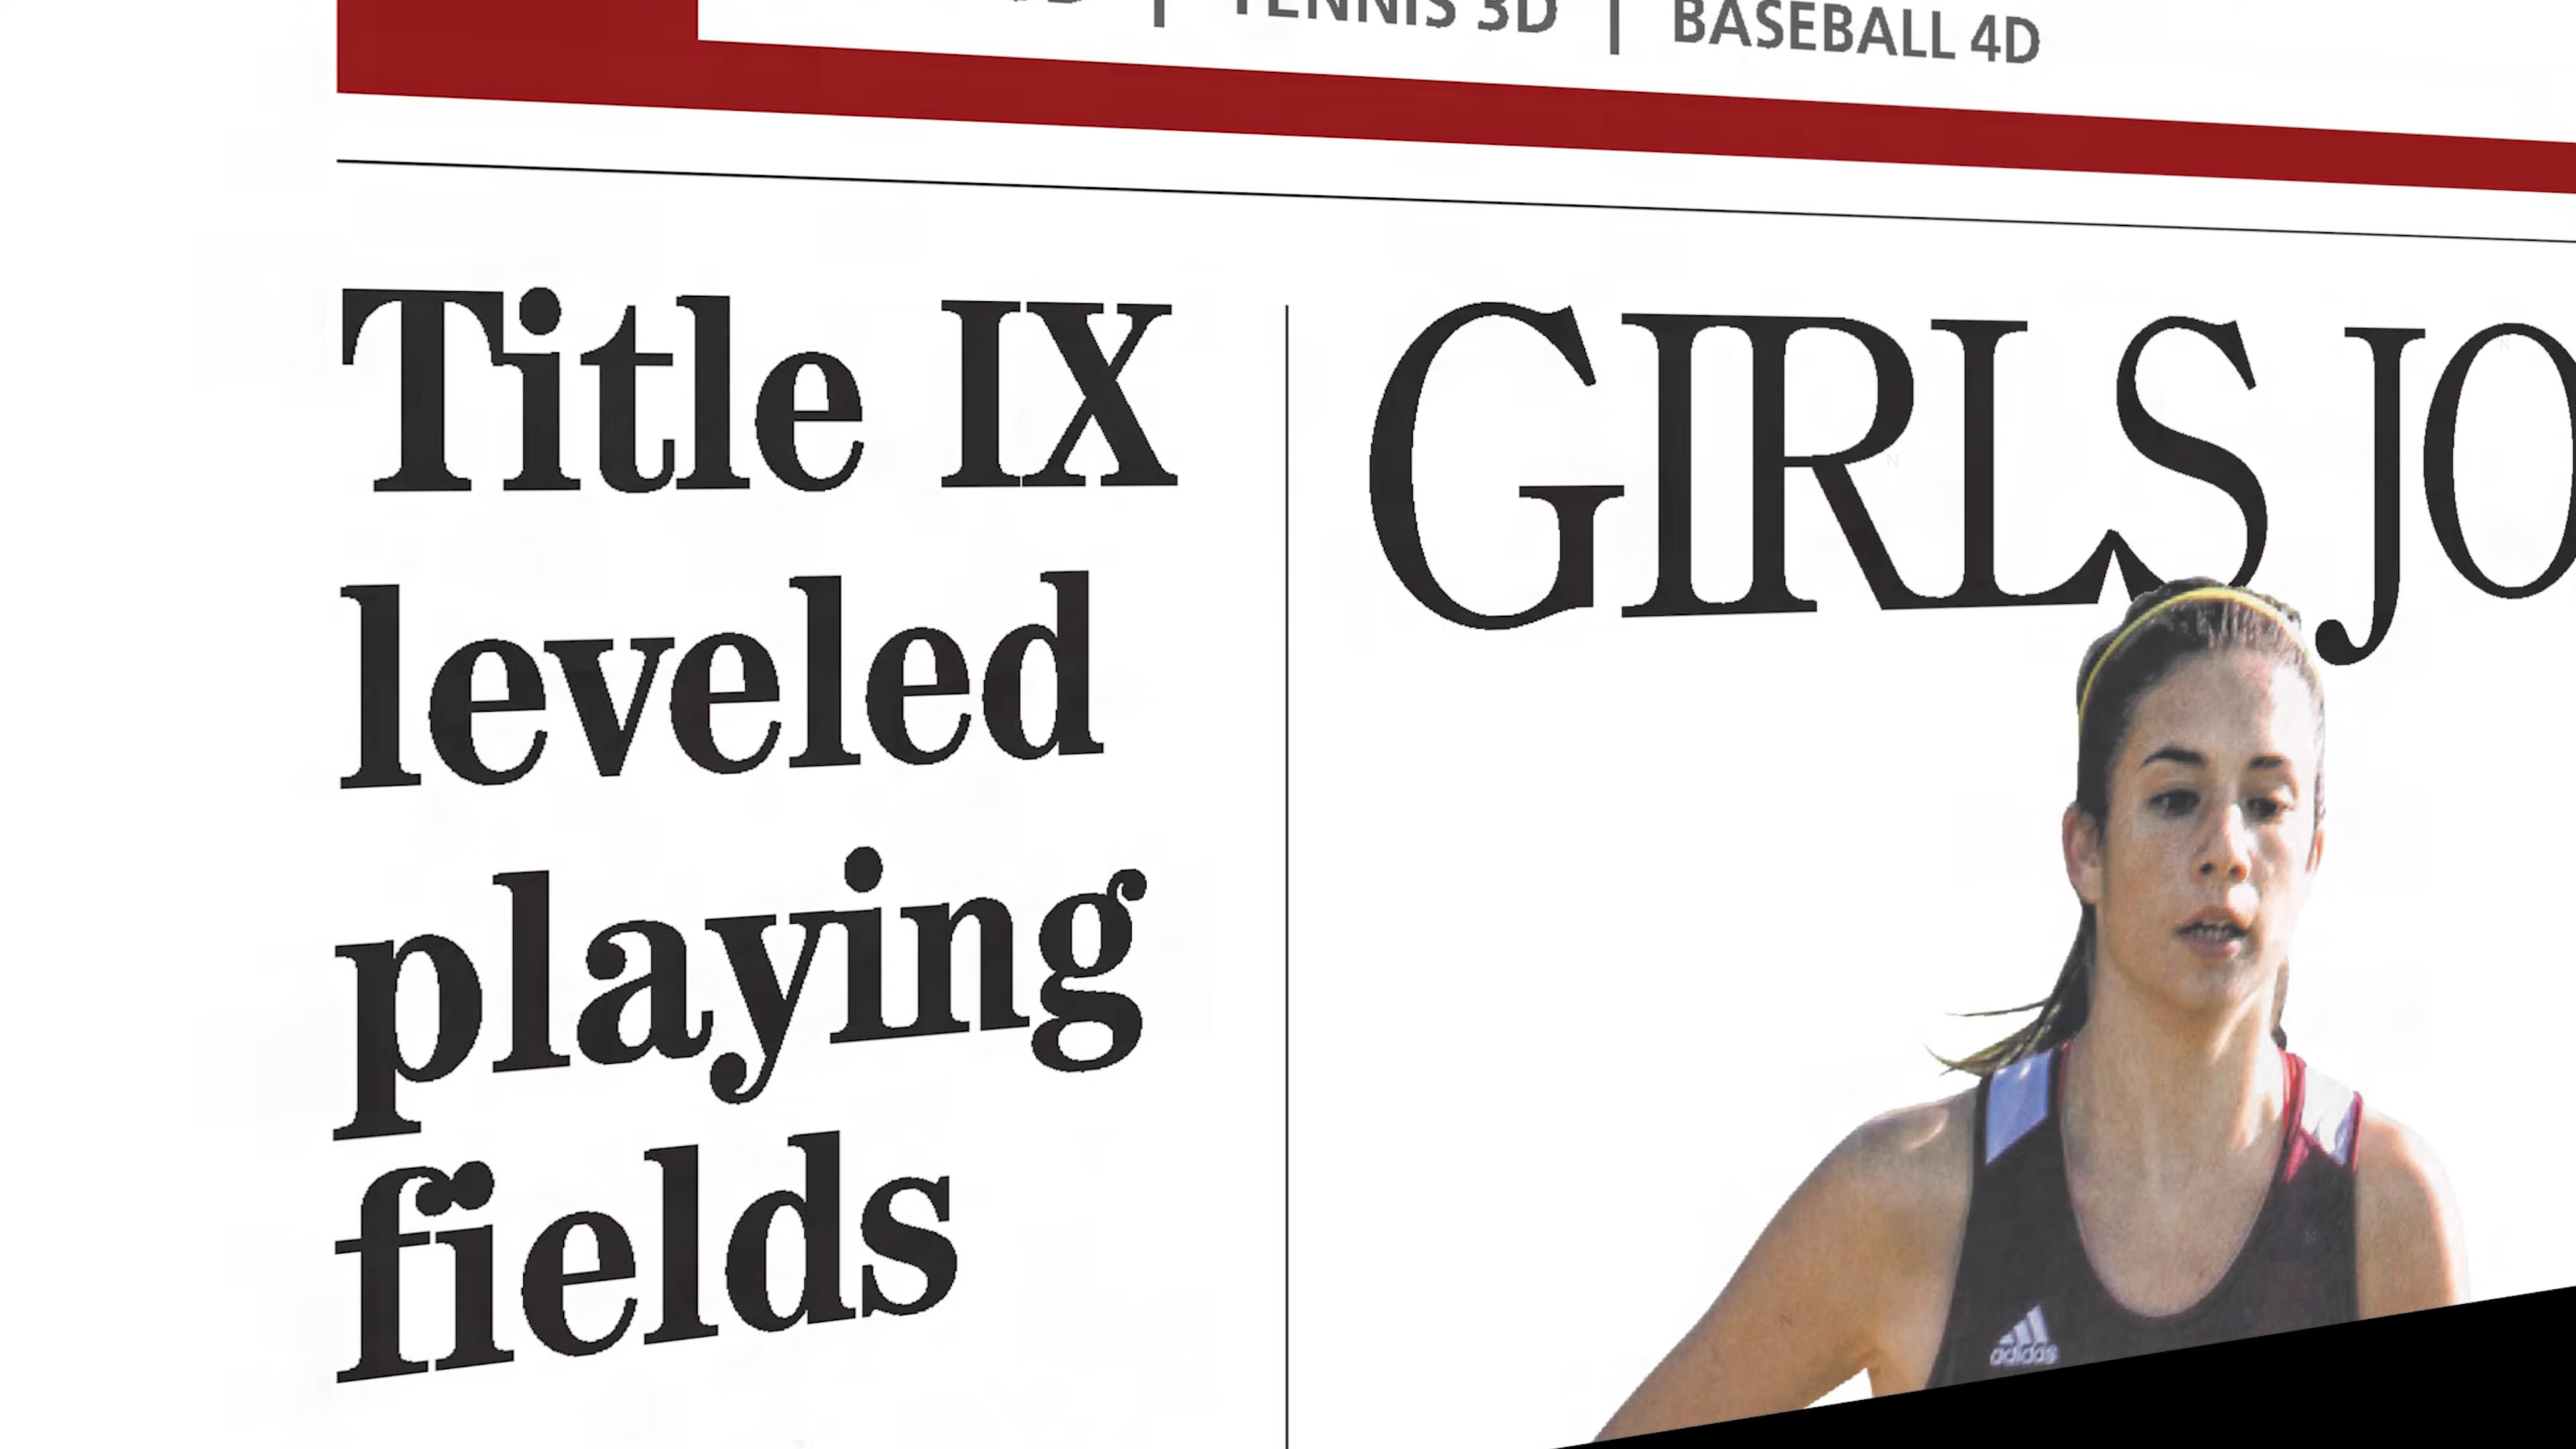 TENNIS 3D | BASEBALL 4D
Title IX
leveled
playing
fields
GIRLS
adidas